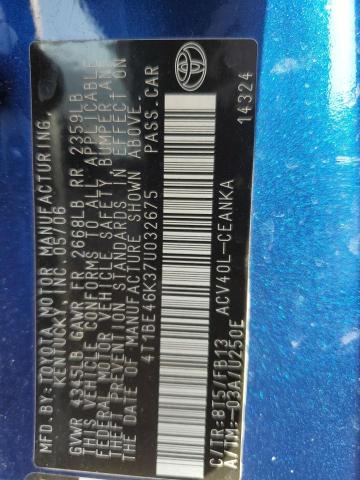 MFD. BY: TOYOTA MOTOR MANUFACTURING,
KENTUCKY, INC. 05/06
GVWR 4345LB GAWR FR 2668LB RR 2359LB
THIS VEHICLE CONFORMS TO ALL APPLICABLE
FEDERAL MOTOR VEHICLE SAFETY, BUMPER, AND
THEFT PREVENTION STANDARDS IN EFFECT ON
THE DATE OF MANUFACTURE SHOWN ABOVE.
4T1BE46K37U032675 PASS. CAR
C/TR: 8T5/FB13 ACV40L-CEANKA
A/TM: -03A/U250E 14324